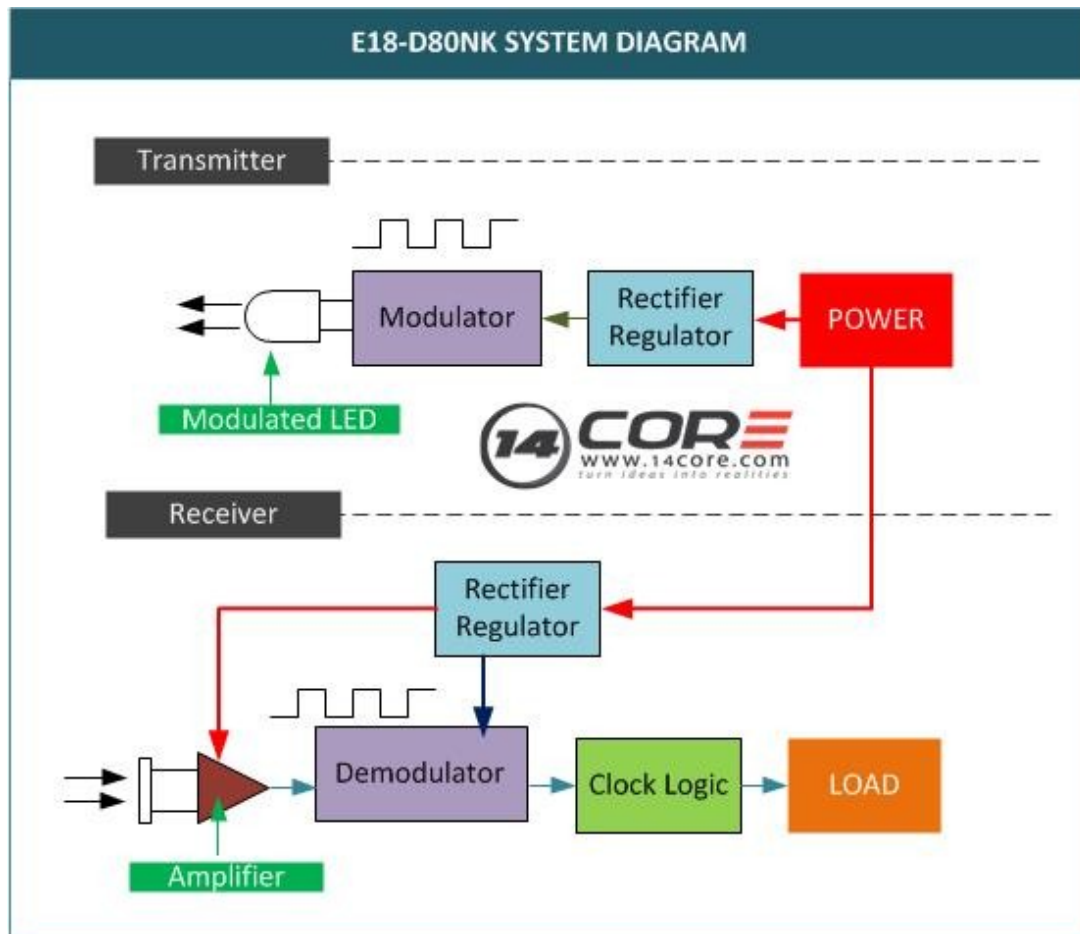 E18-D80NK SYSTEM DIAGRAM
Transmitter
Modulator
Rectifier
Regulator
POWER
Modulated LED
14 CORE
www.14core.com
turn ideas into realities
Receiver
Rectifier
Regulator
Demodulator
Clock Logic
LOAD
Amplifier